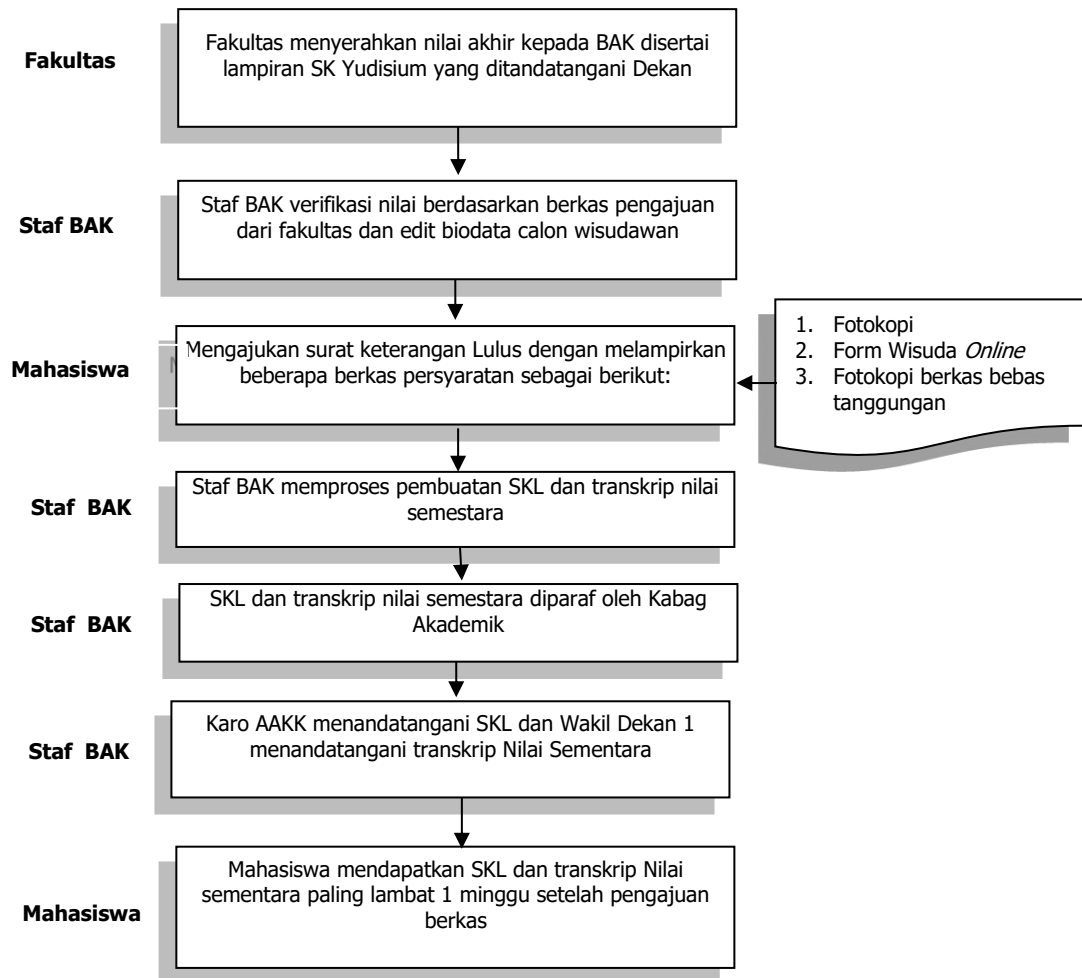 Fakultas
Fakultas menyerahkan nilai akhir kepada BAK disertai
lampiran SK Yudisium yang ditandatangani Dekan
Staf BAK
Staf BAK verifikasi nilai berdasarkan berkas pengajuan
dari fakultas dan edit biodata calon wisudawan
Mahasiswa
Mengajukan surat keterangan Lulus dengan melampirkan
beberapa berkas persyaratan sebagai berikut:
1. Fotokopi
2. Form Wisuda Online
3. Fotokopi berkas bebas
tanggungan
Staf BAK
Staf BAK memproses pembuatan SKL dan transkrip nilai
semestara
Staf BAK
SKL dan transkrip nilai semestara diparaf oleh Kabag
Akademik
Staf BAK
Karo AAKK menandatangani SKL dan Wakil Dekan 1
menandatangani transkrip Nilai Sementara
Mahasiswa
Mahasiswa mendapatkan SKL dan transkrip Nilai
sementara paling lambat 1 minggu setelah pengajuan
berkas